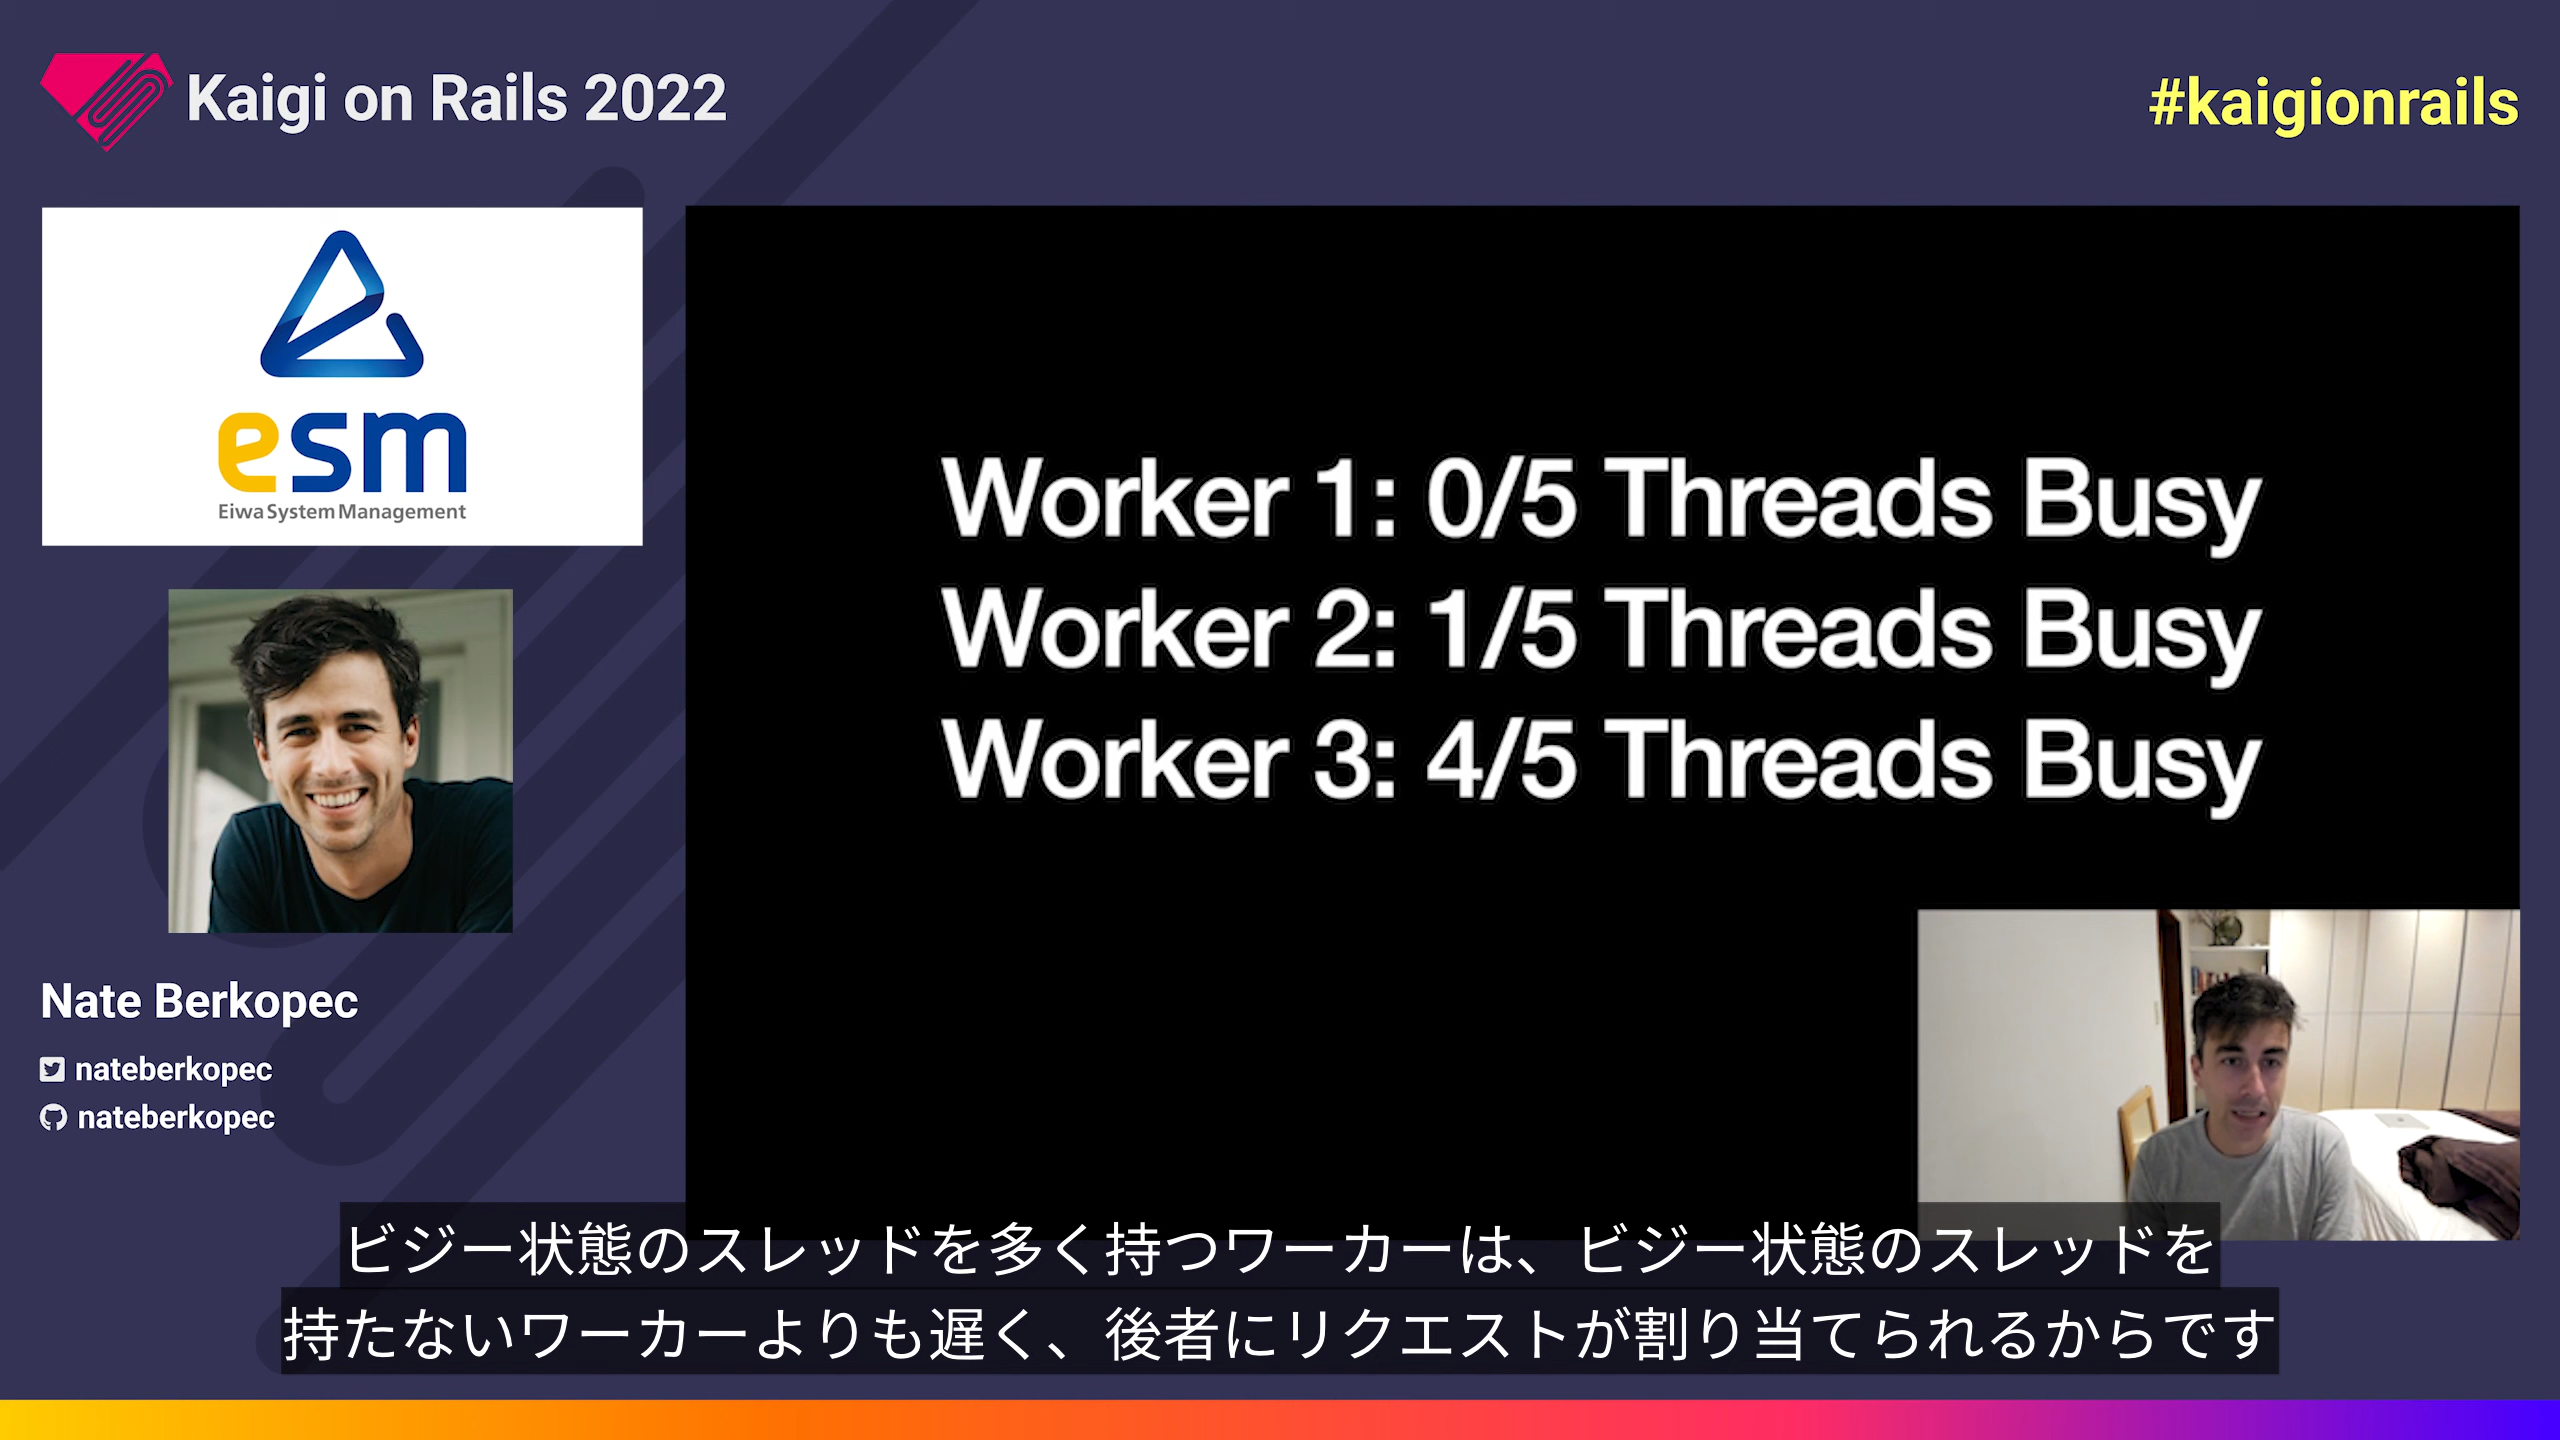 Kaigi on Rails 2022
#kaigionrails
esm
Eiwa System Management
Worker 1: 0/5 Threads Busy
Worker 2: 1/5 Threads Busy
Worker 3: 4/5 Threads Busy
Nate Berkopec
nateberkopec
nateberkopec
ビジー状態のスレッドを多く持つワーカーは、ビジー状態のスレッドを
持たないワーカーよりも遅く、後者にリクエストが割り当てられるからです